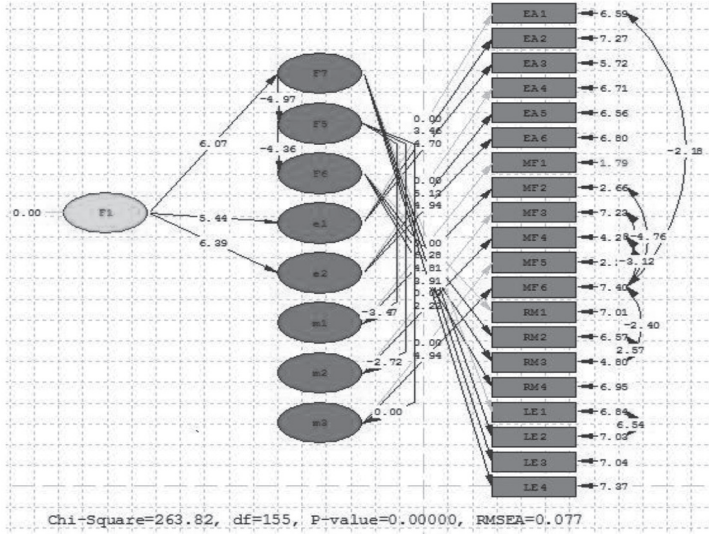 EA1 6.59
EA2 7.27
EA3 5.72
EA4 6.71
EA5 6.56
EA6 6.80
MF1 1.79
MF2 2.66
MF3 7.23
MF4
MF5
MF6 7.40
RM1 7.01
RM2 6.57
RM3 4.80
RM4 6.95
LE1 6.84
LE2 7.03
LE3 7.04
LE4 7.37
-2.18
-4.76
-3.12
-2.40
2.57
6.54
F7
F5
F6
e1
e2
m1
m2
m3
-4.97
-4.36
0.00
F1
6.07
5.44
6.39
-3.47
-2.72
0.00
0.00
3.46
4.70
0.00
5.13
4.94
4.81
3.91
2.22
0.00
4.94
Chi-Square=263.82, df=155, P-value=0.00000, RMSEA=0.077